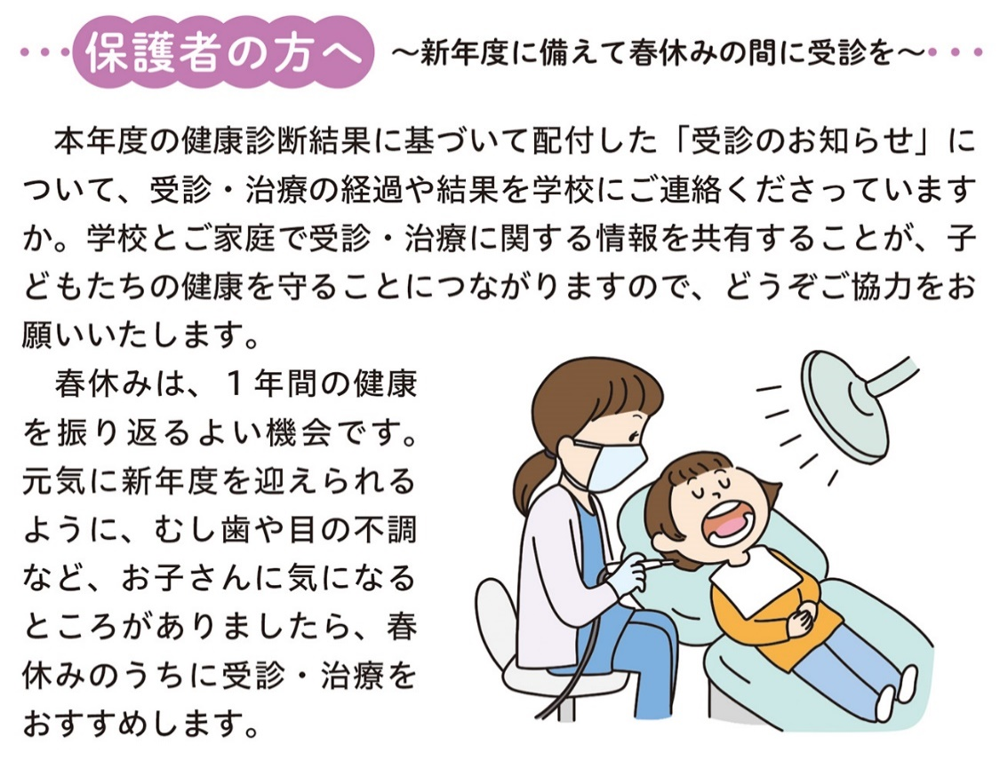 保護者の方へ ～新年度に備えて春休みの間に受診を～
　本年度の健康診断結果に基づいて配付した「受診のお知らせ」に
ついて、受診・治療の経過や結果を学校にご連絡くださっています
か。学校とご家庭で受診・治療に関する情報を共有することが、子
どもたちの健康を守ることにつながりますので、どうぞご協力をお
願いいたします。
　春休みは、１年間の健康
を振り返るよい機会です。
元気に新年度を迎えられる
ように、むし歯や目の不調
など、お子さんに気になる
ところがありましたら、春
休みのうちに受診・治療を
おすすめします。